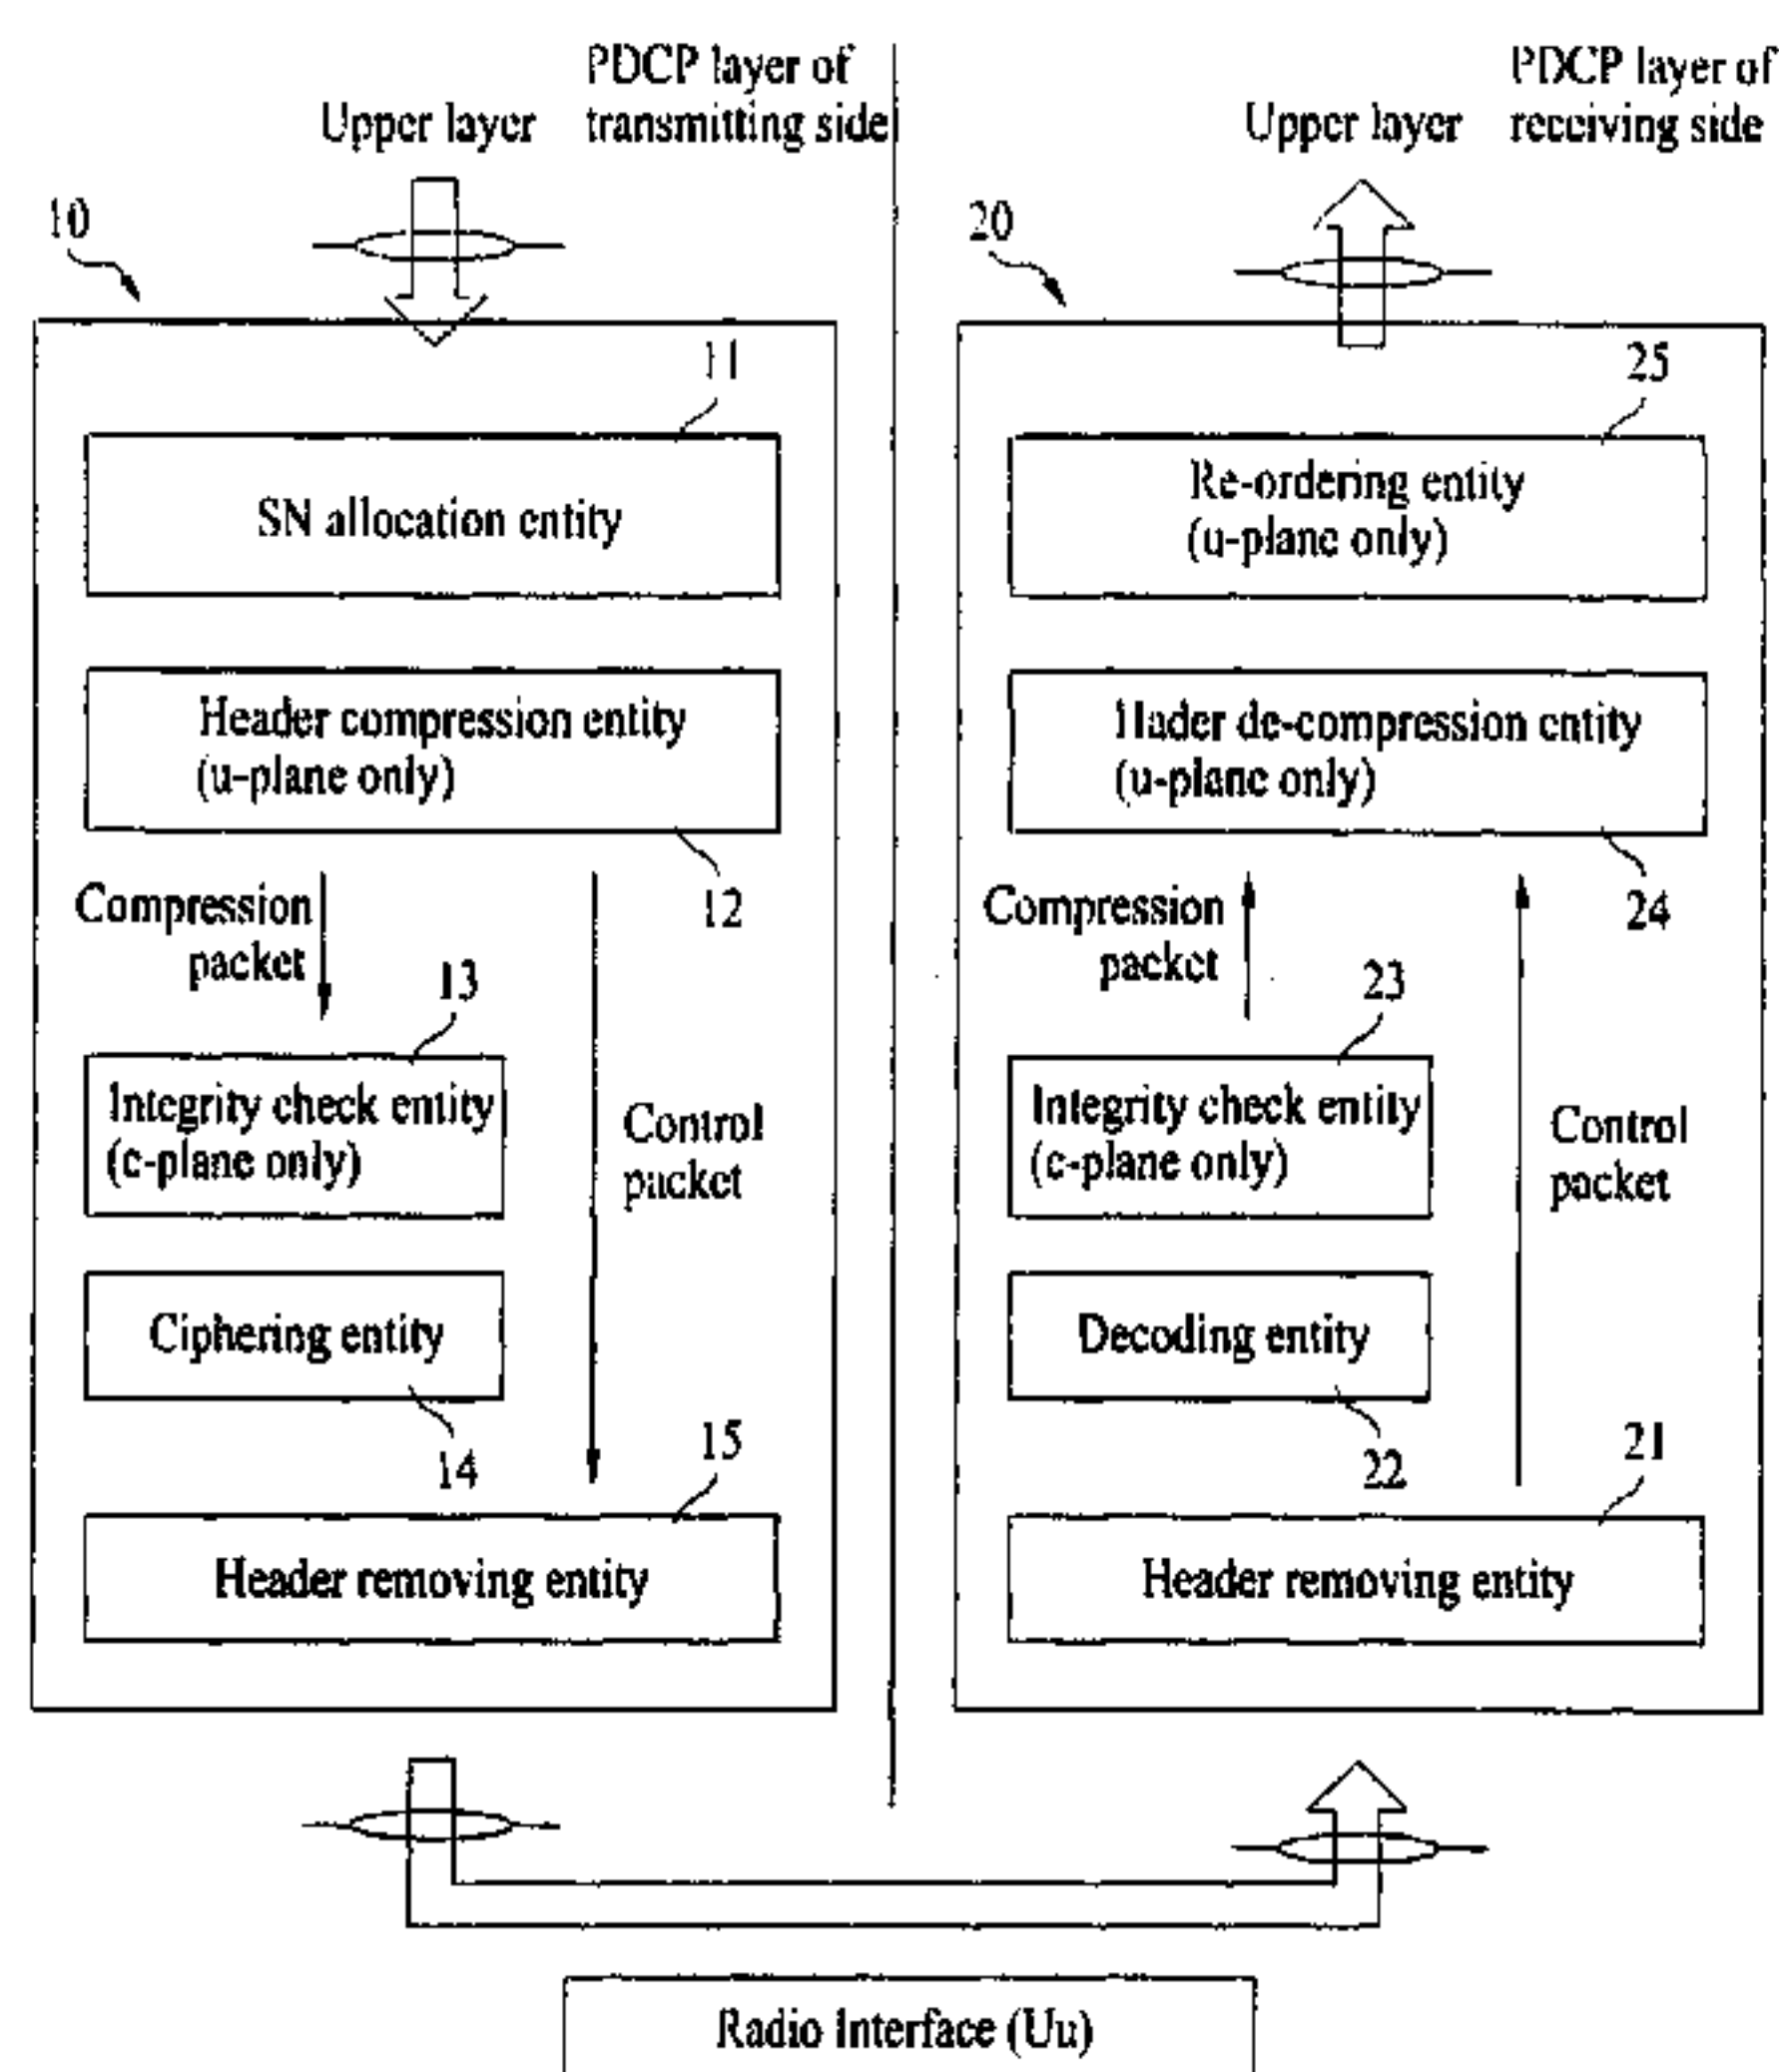 PDCP layer of
Upper layer transmitting side
10
11
SN allocation entity
Header compression entity
(u-plane only)
12
Compression
packet
13
Integrity check entity
(c-plane only)
Control
packet
Ciphering entity
14
15
Header removing entity
PDCP layer of
Upper layer receiving side
20
25
Re-ordering entity
(u-plane only)
Hader de-compression entity
(u-plane only)
24
Compression
packet
23
Integrity check entity
(c-plane only)
Control
packet
Decoding entity
22
21
Header removing entity
Radio Interface (Uu)